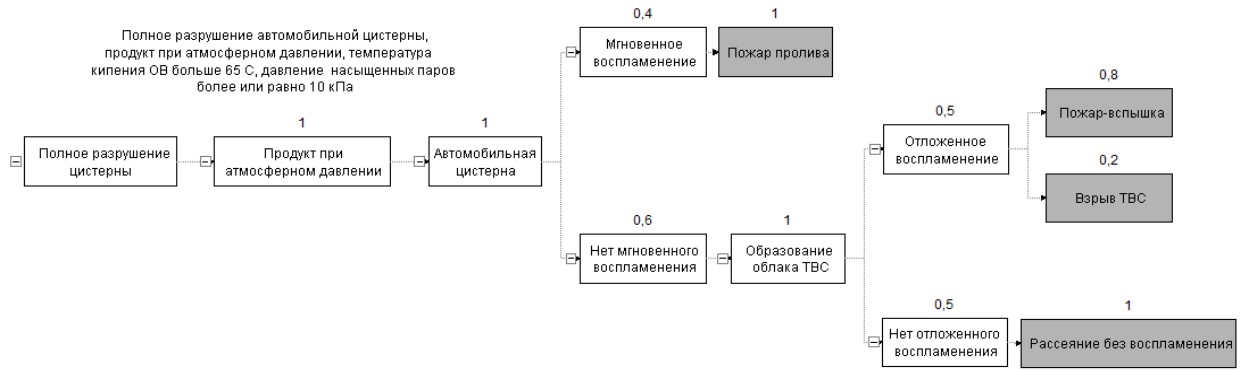 Полное разрушение автомобильной цистерны,
продукт при атмосферном давлении, температура
кипения ОВ больше 65 С, давление насыщенных паров
более или равно 10 кПа
Полное разрушение
цистерны
1
Продукт при
атмосферном давлении
1
Автомобильная
цистерна
0,4
Мгновенное
воспламенение
1
Пожар пролива
0,6
Нет мгновенного
воспламенения
1
Образование
облака ТВС
0,5
Отложенное
воспламенение
0,8
Пожар-вспышка
0,2
Взрыв ТВС
0,5
Нет отложенного
воспламенения
1
Рассеяние без воспламенения